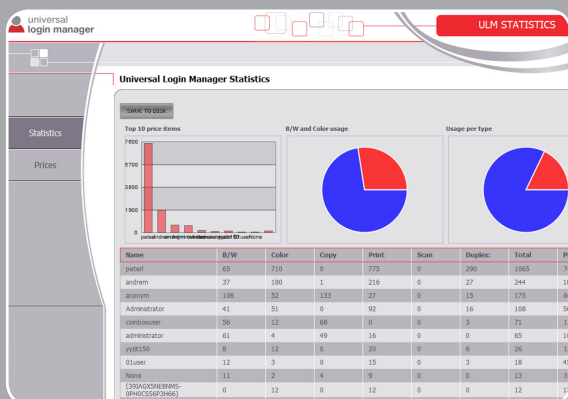 universal
login manager
ULM STATISTICS
Universal Login Manager Statistics
SAVE TO DISK
Statistics
Prices
Top 10 price items
B/W and Color usage
Usage per type
7600
5700
3800
1900
0
Name B/W Color Copy Print Scan Duplex: Total
peterl 65 710 0 775 0 290 1065
andrem 37 180 1 216 0 27 244
anonym 108 52 133 27 0 15 175
Administrator 41 51 0 92 0 16 108
comboxuser 56 12 68 0 0 3 71
administrator 61 4 49 16 0 0 65
yyzt150 8 12 0 20 0 6 26
01user 12 3 0 15 0 3 18
None 11 2 4 9 0 0 13
0 12 0 12 0 0 12